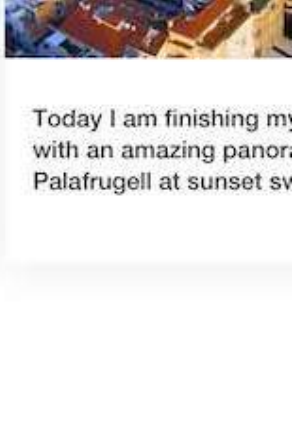 Today I am finishing my
with an amazing panora
Palafrugell at sunset sw